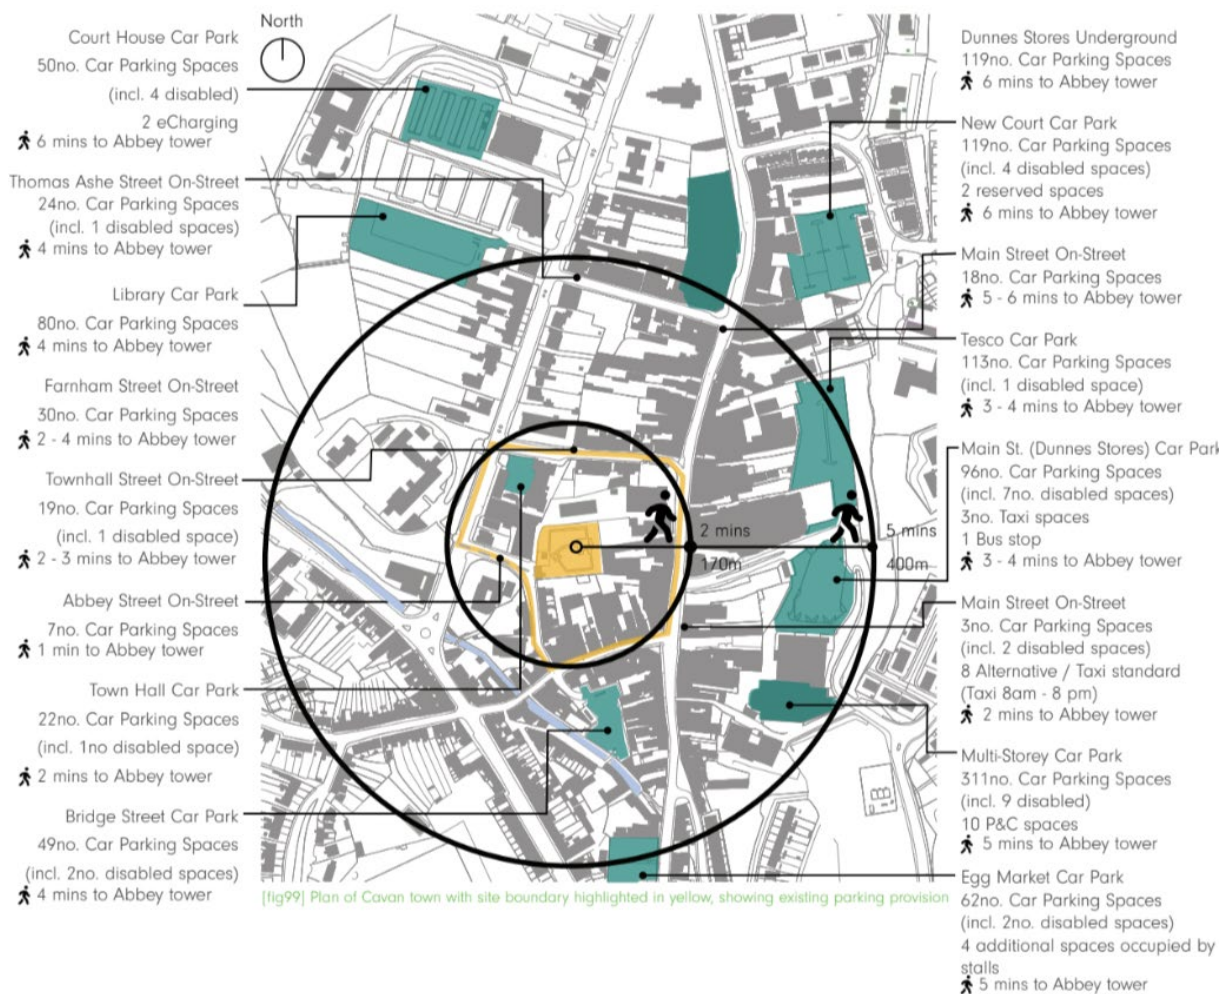 North
Court House Car Park
50no. Car Parking Spaces
(incl. 4 disabled)
2 eCharging
6 mins to Abbey tower
Thomas Ashe Street On-Street
24no. Car Parking Spaces
(incl. 1 disabled spaces)
4 mins to Abbey tower
Library Car Park
80no. Car Parking Spaces
4 mins to Abbey tower
Farnham Street On-Street
30no. Car Parking Spaces
2 - 4 mins to Abbey tower
Townhall Street On-Street
19no. Car Parking Spaces
(incl. 1 disabled space)
2 - 3 mins to Abbey tower
Abbey Street On-Street
7no. Car Parking Spaces
1 min to Abbey tower
Town Hall Car Park
22no. Car Parking Spaces
(incl. 1no disabled space)
2 mins to Abbey tower
Bridge Street Car Park
49no. Car Parking Spaces
(incl. 2no. disabled spaces)
4 mins to Abbey tower
2 mins
170m
5 mins
400m
[fig99] Plan of Cavan town with site boundary highlighted in yellow, showing existing parking provision
Dunnes Stores Underground
119no. Car Parking Spaces
6 mins to Abbey tower
New Court Car Park
119no. Car Parking Spaces
(incl. 4 disabled spaces)
2 reserved spaces
6 mins to Abbey tower
Main Street On-Street
18no. Car Parking Spaces
5 - 6 mins to Abbey tower
Tesco Car Park
113no. Car Parking Spaces
(incl. 1 disabled space)
3 - 4 mins to Abbey tower
Main St. (Dunnes Stores) Car Park
96no. Car Parking Spaces
(incl. 7no. disabled spaces)
3no. Taxi spaces
1 Bus stop
3 - 4 mins to Abbey tower
Main Street On-Street
3no. Car Parking Spaces
(incl. 2 disabled spaces)
8 Alternative / Taxi standard
(Taxi 8am - 8 pm)
2 mins to Abbey tower
Multi-Storey Car Park
311no. Car Parking Spaces
(incl. 9 disabled)
10 P&C spaces
5 mins to Abbey tower
Egg Market Car Park
62no. Car Parking Spaces
(incl. 2no. disabled spaces)
4 additional spaces occupied by
stalls
5 mins to Abbey tower